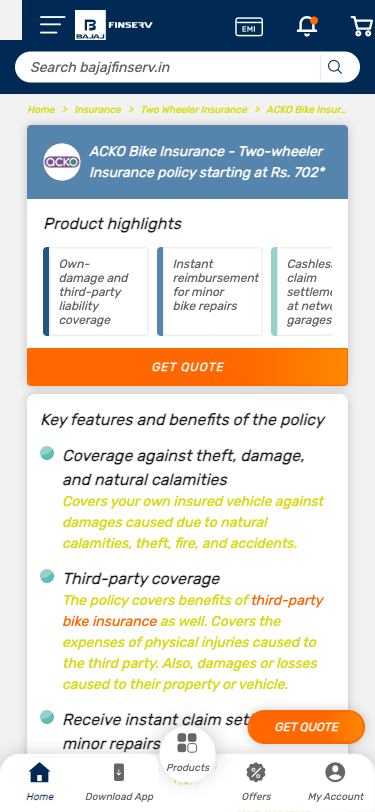 BAJAJ FINSERV
EMI
Search bajajfinserv.in
Home > Insurance > Two Wheeler Insurance > ACKO Bike Insur...
ACKO
ACKO Bike Insurance - Two-wheeler
Insurance policy starting at Rs. 702*
Product highlights
Own-
damage and
third-party
liability
coverage
Instant
reimbursement
for minor
bike repairs
Cashless
claim
settleme
at netwo
garages
GET QUOTE
Key features and benefits of the policy
Coverage against theft, damage,
and natural calamities
Covers your own insured vehicle against
damages caused due to natural
calamities, theft, fire, and accidents.
Third-party coverage
The policy covers benefits of third-party
bike insurance as well. Covers the
expenses of physical injuries caused to
the third party. Also, damages or losses
caused to their property or vehicle.
Receive instant claim set
minor repairs
GET QUOTE
Home
Download App
Products
Offers
My Account